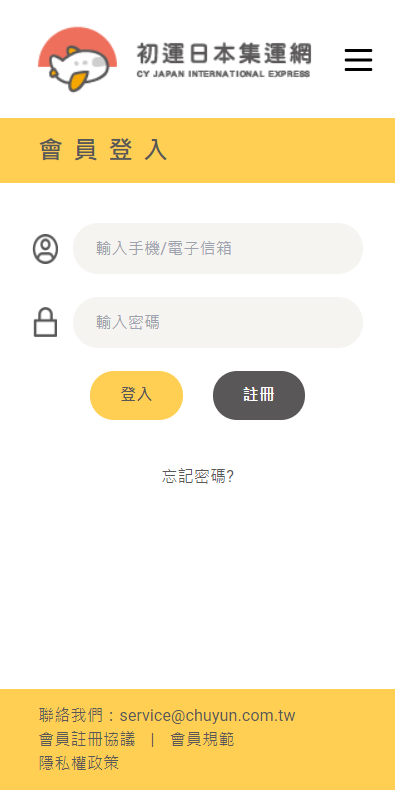 初運日本集運網
CY JAPAN INTERNATIONAL EXPRESS
會員登入
輸入手機/電子信箱
輸入密碼
登入 註冊
忘記密碼?
聯絡我們：service@chuyun.com.tw
會員註冊協議 | 會員規範
隱私權政策